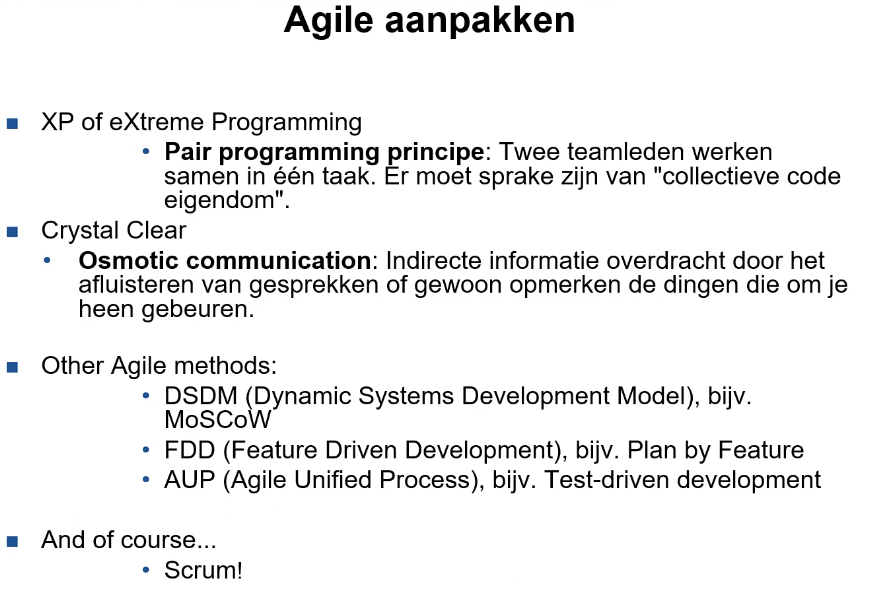 Agile aanpakken
XP of eXtreme Programming
Pair programming principe: Twee teamleden werken
samen in één taak. Er moet sprake zijn van "collectieve code
eigendom".
Crystal Clear
Osmotic communication: Indirecte informatie overdracht door het
afluisteren van gesprekken of gewoon opmerken de dingen die om je
heen gebeuren.
Other Agile methods:
DSDM (Dynamic Systems Development Model), bijv.
MoSCoW
FDD (Feature Driven Development), bijv. Plan by Feature
AUP (Agile Unified Process), bijv. Test-driven development
And of course...
Scrum!